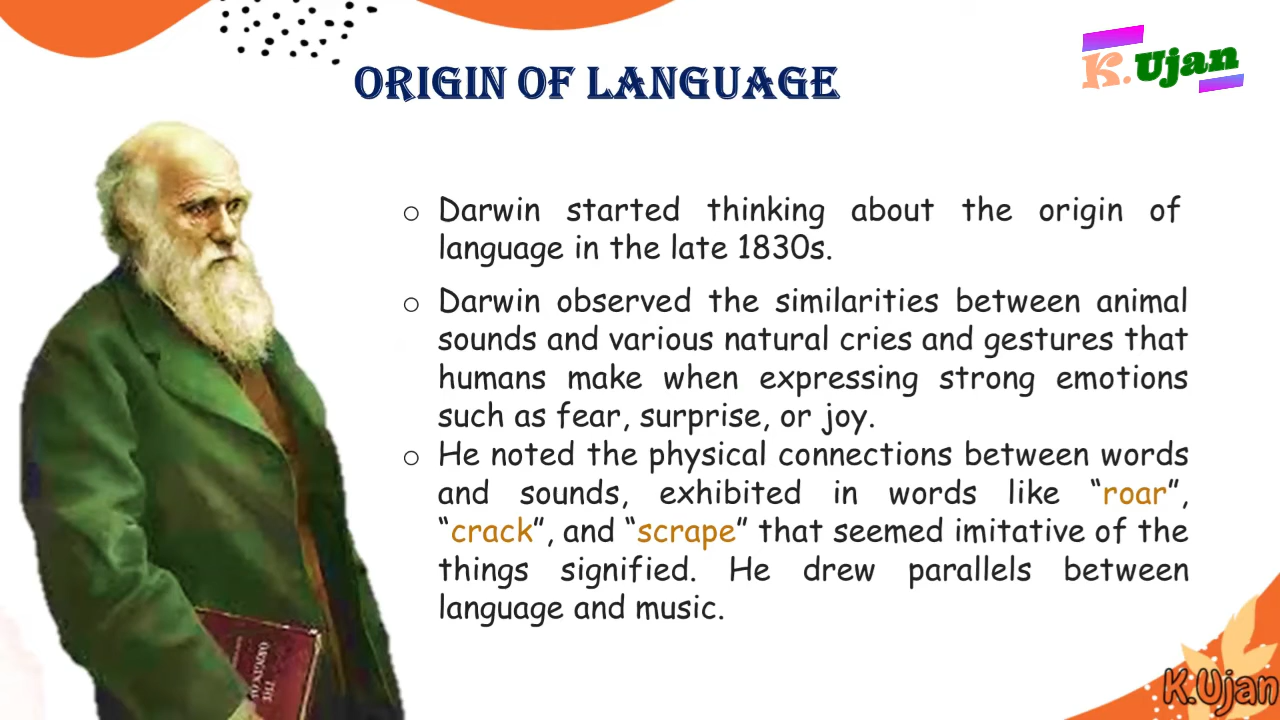 ORIGIN OF LANGUAGE
K.Ujan
○ Darwin started thinking about the origin of
language in the late 1830s.
○ Darwin observed the similarities between animal
sounds and various natural cries and gestures that
humans make when expressing strong emotions
such as fear, surprise, or joy.
○ He noted the physical connections between words
and sounds, exhibited in words like “roar”,
“crack”, and “scrape” that seemed imitative of the
things signified. He drew parallels between
language and music.
THE
K.Ujan